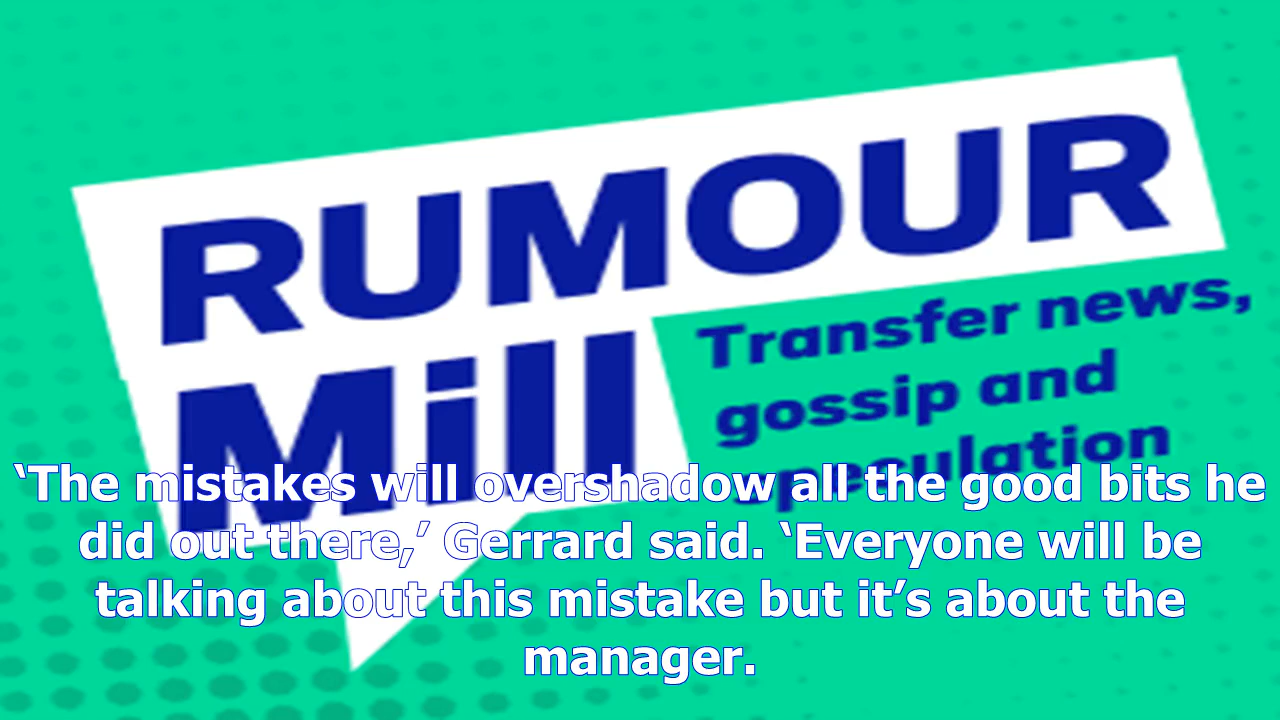 RUMOUR
Mill
Transfer news,
gossip and
speculation
‘The mistakes will overshadow all the good bits he
did out there,’ Gerrard said. ‘Everyone will be
talking about this mistake but it’s about the
manager.